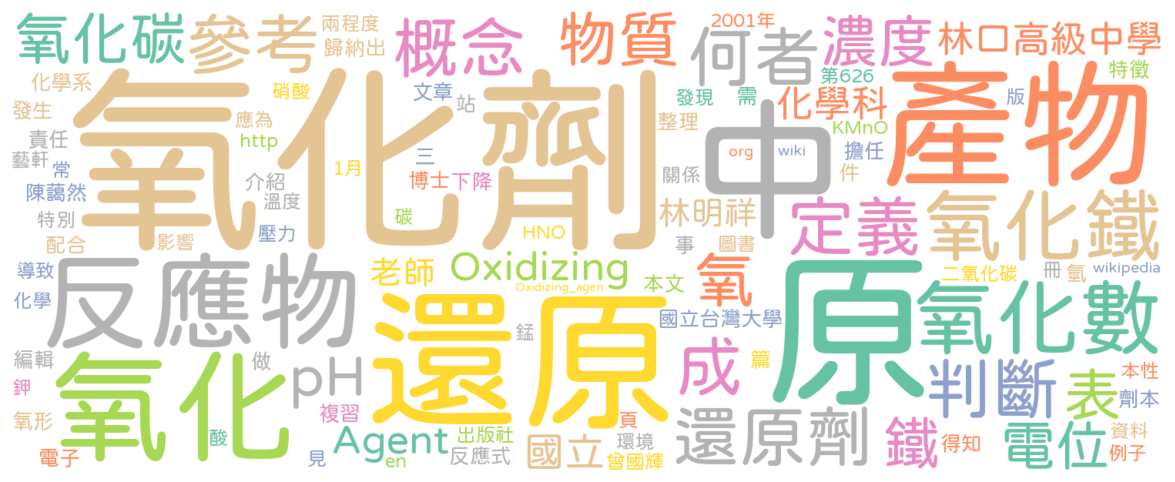 氧化碳 參考 兩程度 概念 物質 何者 2001年 濃度 林口高級中學
歸納出 第626 特徵
化學系 硝酸 文章 站 發現 需 化學科 版
發生 應為 氧化劑 整理 KMnO 產物
責任 http 中 org wiki 擔任
藝軒 常 1月 三 博士 下降 關係 件
陳藹然 介紹 溫度 碳 林明祥 定義 氧化鐵
特別 壓力 HNO 事 圖書
配合 影響
導致 反應物 老師 Oxidizing 本文 氧 二氧化碳 冊 氫 wikipedia
化學 Oxidizing_agen 國立台灣大學
還原 錳 原 氧化數
編輯 氧化 做 pH 成 篇 判斷 本性
鉀 表 劑本
氧形 複習 頁 還原劑 鐵 電位
酸 Agent 出版社 國立 環境 得知 資料
電子 見 en 反應式 曾國輝 例子